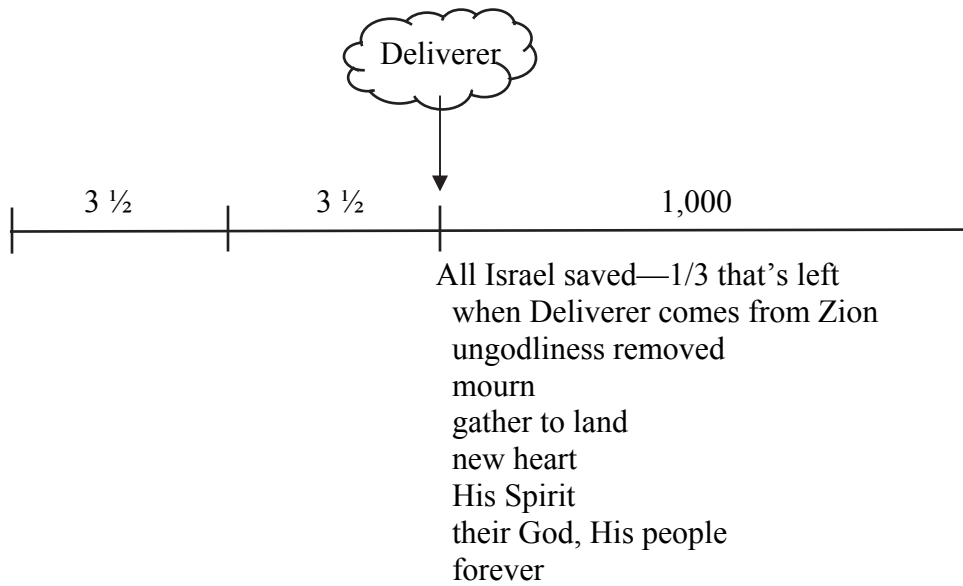 Deliverer
3 ½ 3 ½ 1,000
All Israel saved—1/3 that's left
when Deliverer comes from Zion
ungodliness removed
mourn
gather to land
new heart
His Spirit
their God, His people
forever